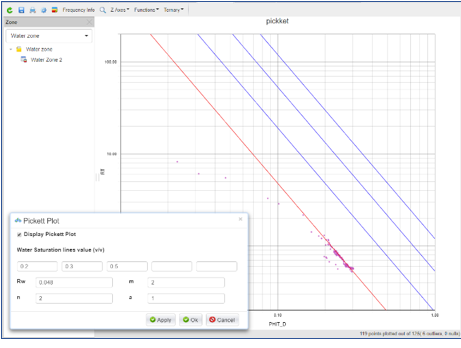 Frequency Info
Z Axes
Functions
Ternary
Zone
Water zone
Water zone
Water Zone 2
pickket
100.00
10.00
Pickett Plot
Display Pickett Plot
Water Saturation lines value (v/v)
0.2 0.3 0.5
Rw 0.048 m 2
n 2 a 1
Apply Ok Cancel
0.10 1.00
PHIT_D
115 points plotted out of 176( 5 outliers, 0 nulls)